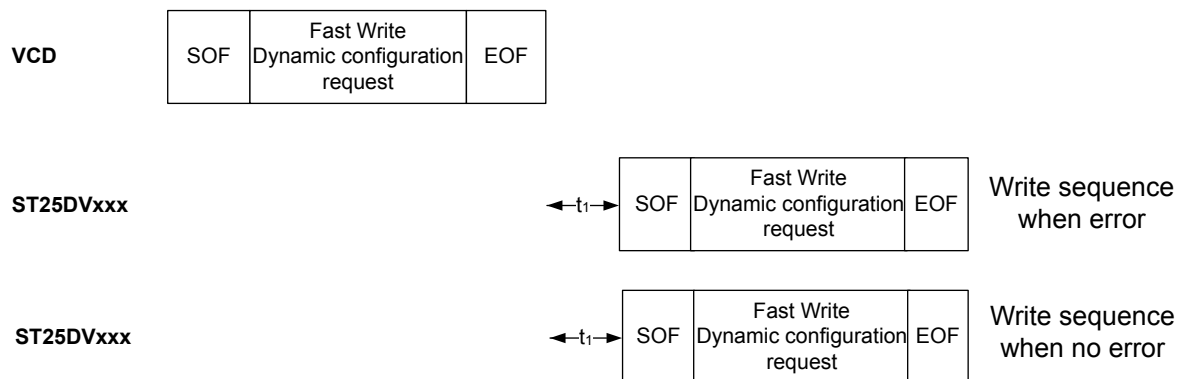 VCD
SOF
Fast Write
Dynamic configuration
request
EOF
ST25DVxxx
t1
SOF
Fast Write
Dynamic configuration
request
EOF
Write sequence
when error
ST25DVxxx
t1
SOF
Fast Write
Dynamic configuration
request
EOF
Write sequence
when no error